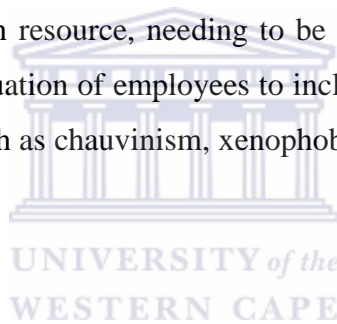 n resource, needing to be
uation of employees to incl
h as chauvinism, xenophob
UNIVERSITY of the
WESTERN CAPE